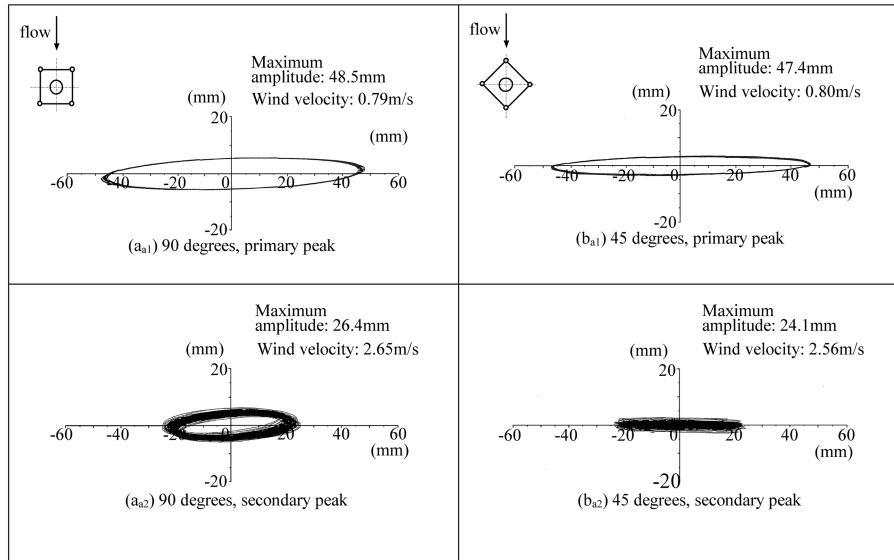 flow
Maximum
amplitude: 48.5mm
Wind velocity: 0.79m/s
(mm)
20
(mm)
-60 -40 -20 0 20 40 60
-20
(aa1) 90 degrees, primary peak
flow
Maximum
amplitude: 47.4mm
Wind velocity: 0.80m/s
(mm)
20
-60 -40 -20 0 20 40 60
(mm)
-20
(ba1) 45 degrees, primary peak
Maximum
amplitude: 26.4mm
Wind velocity: 2.65m/s
(mm)
20
-60 -40 -20 0 20 40 60
(mm)
-20
(aa2) 90 degrees, secondary peak
Maximum
amplitude: 24.1mm
Wind velocity: 2.56m/s
(mm)
20
-60 -40 -20 0 20 40 60
(mm)
-20
(ba2) 45 degrees, secondary peak